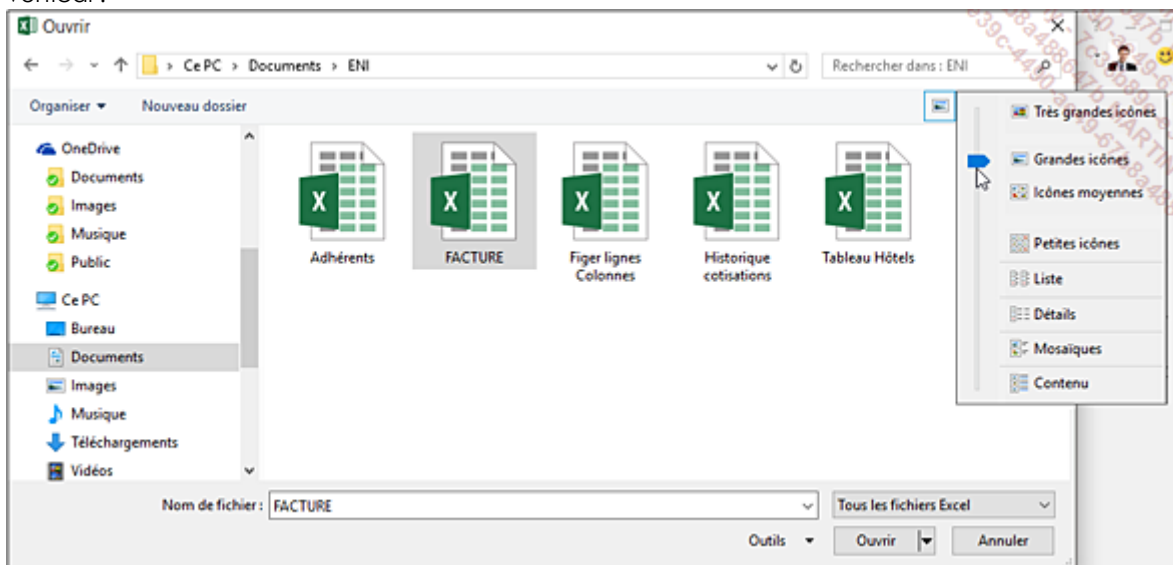 Ouvrir
Ce PC > Documents > ENI
Rechercher dans : ENI
Organiser
Nouveau dossier
OneDrive
Documents
Images
Musique
Public
Ce PC
Bureau
Documents
Images
Musique
Téléchargements
Vidéos
Adhérents
FACTURE
Figer lignes
Colonnes
Historique
cotisations
Tableau Hôtels
Très grandes icônes
Grandes icônes
Icônes moyennes
Petites icônes
Liste
Détails
Mosaïques
Contenu
Nom de fichier :
FACTURE
Tous les fichiers Excel
Outils
Ouvrir
Annuler